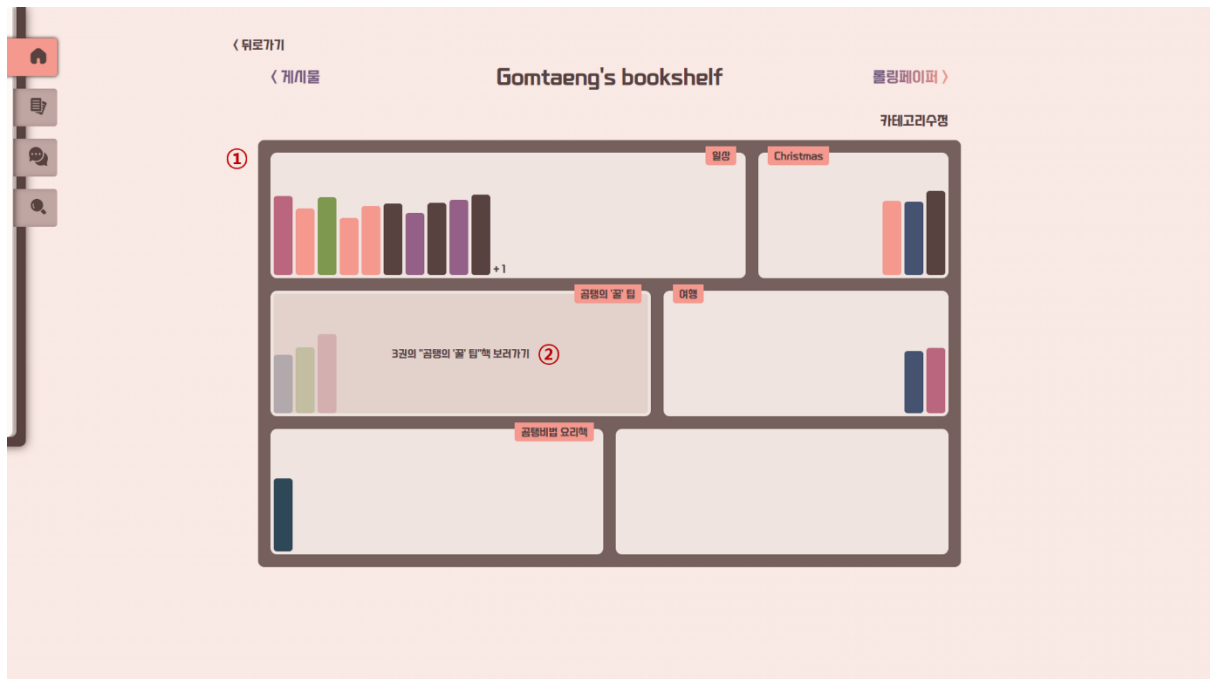 〈 뒤로가기
〈 게시물
Gomtaeng's bookshelf
롤링페이퍼 〉
카테고리수정
①
일상
Christmas
+1
곰탱의 '꿀' 팁
여행
3권의 "곰탱의 '꿀' 팁"책 보러가기 ②
곰탱비법 요리책